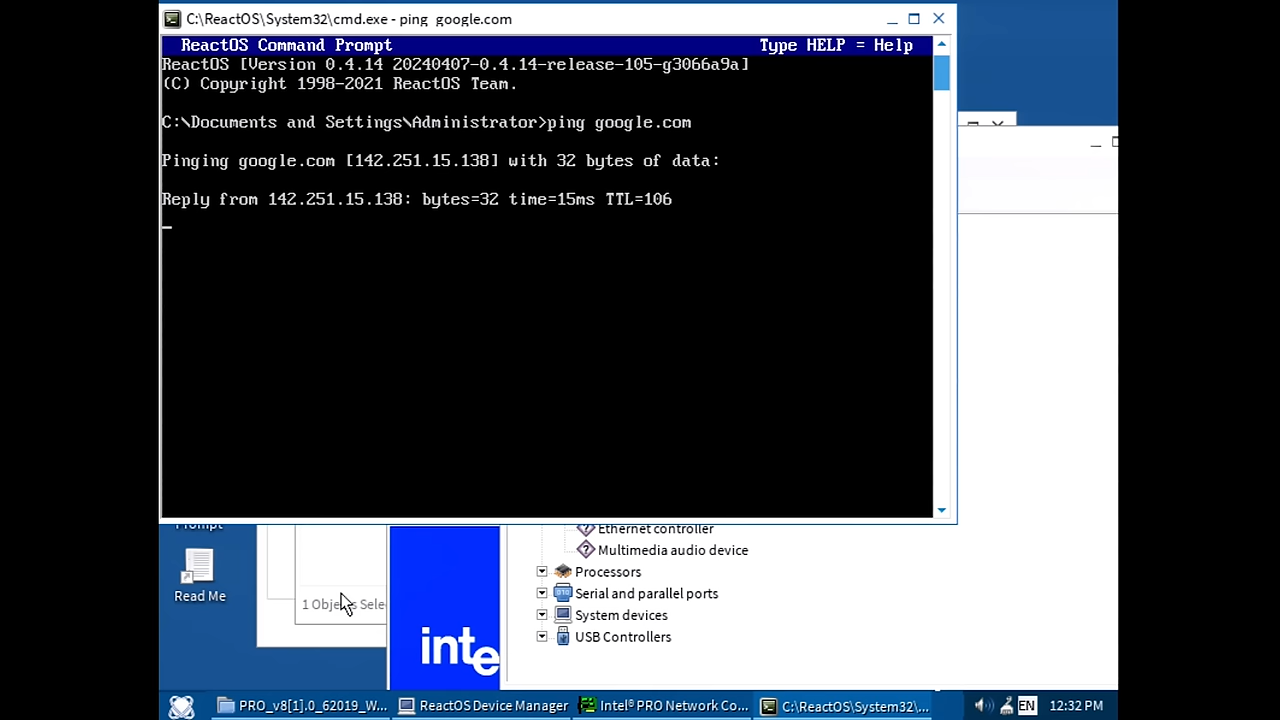 C:\ReactOS\System32\cmd.exe - ping google.com
ReactOS Command Prompt Type HELP = Help
ReactOS [Version 0.4.14 20240407-0.4.14-release-105-g3066a9a]
(C) Copyright 1998-2021 ReactOS Team.
C:\Documents and Settings\Administrator>ping google.com
Pinging google.com [142.251.15.138] with 32 bytes of data:
Reply from 142.251.15.138: bytes=32 time=15ms TTL=106
Prompt
Ethernet controller
Multimedia audio device
Processors
Read Me
1 Objects Sele
Serial and parallel ports
System devices
USB Controllers
inte
PRO_v8[1].0_62019_W...
ReactOS Device Manager
Intel® PRO Network Co...
C:\ReactOS\System32\...
EN
12:32 PM